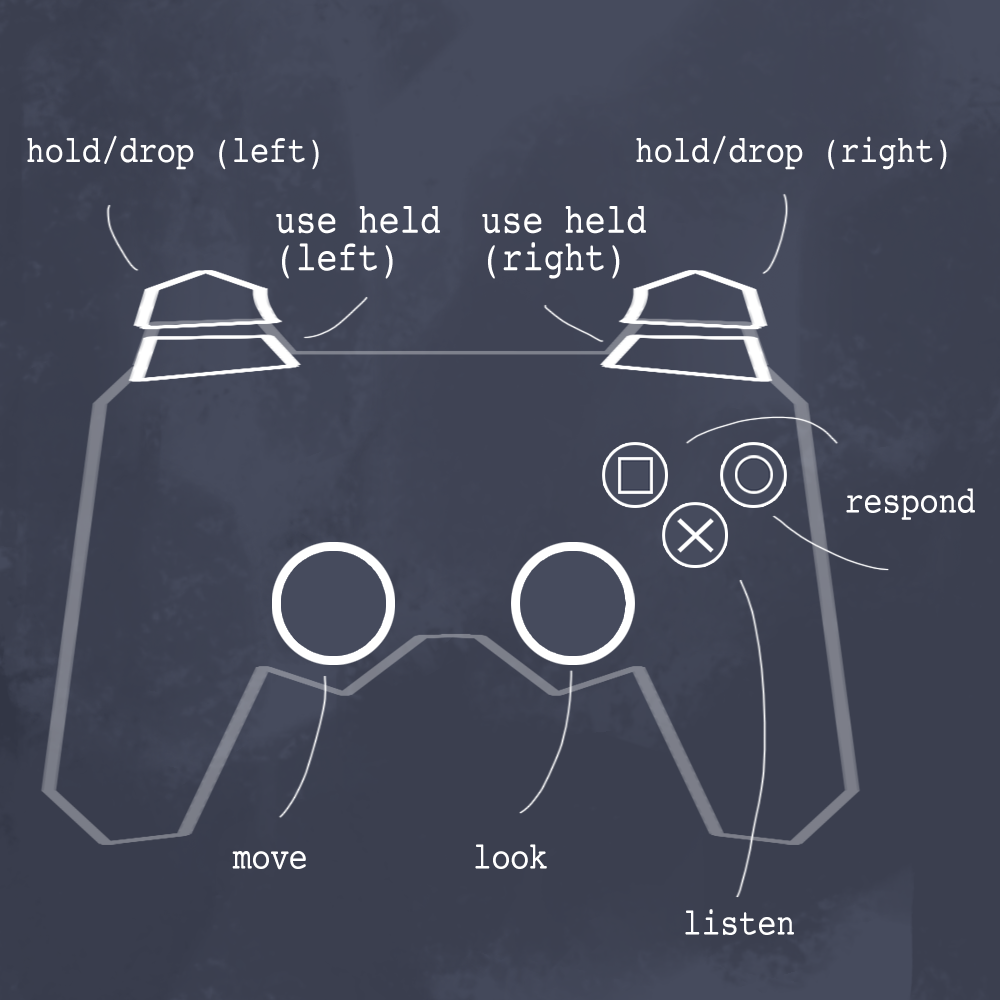 hold/drop (left)
hold/drop (right)
use held
(left)
use held
(right)
respond
move
look
listen